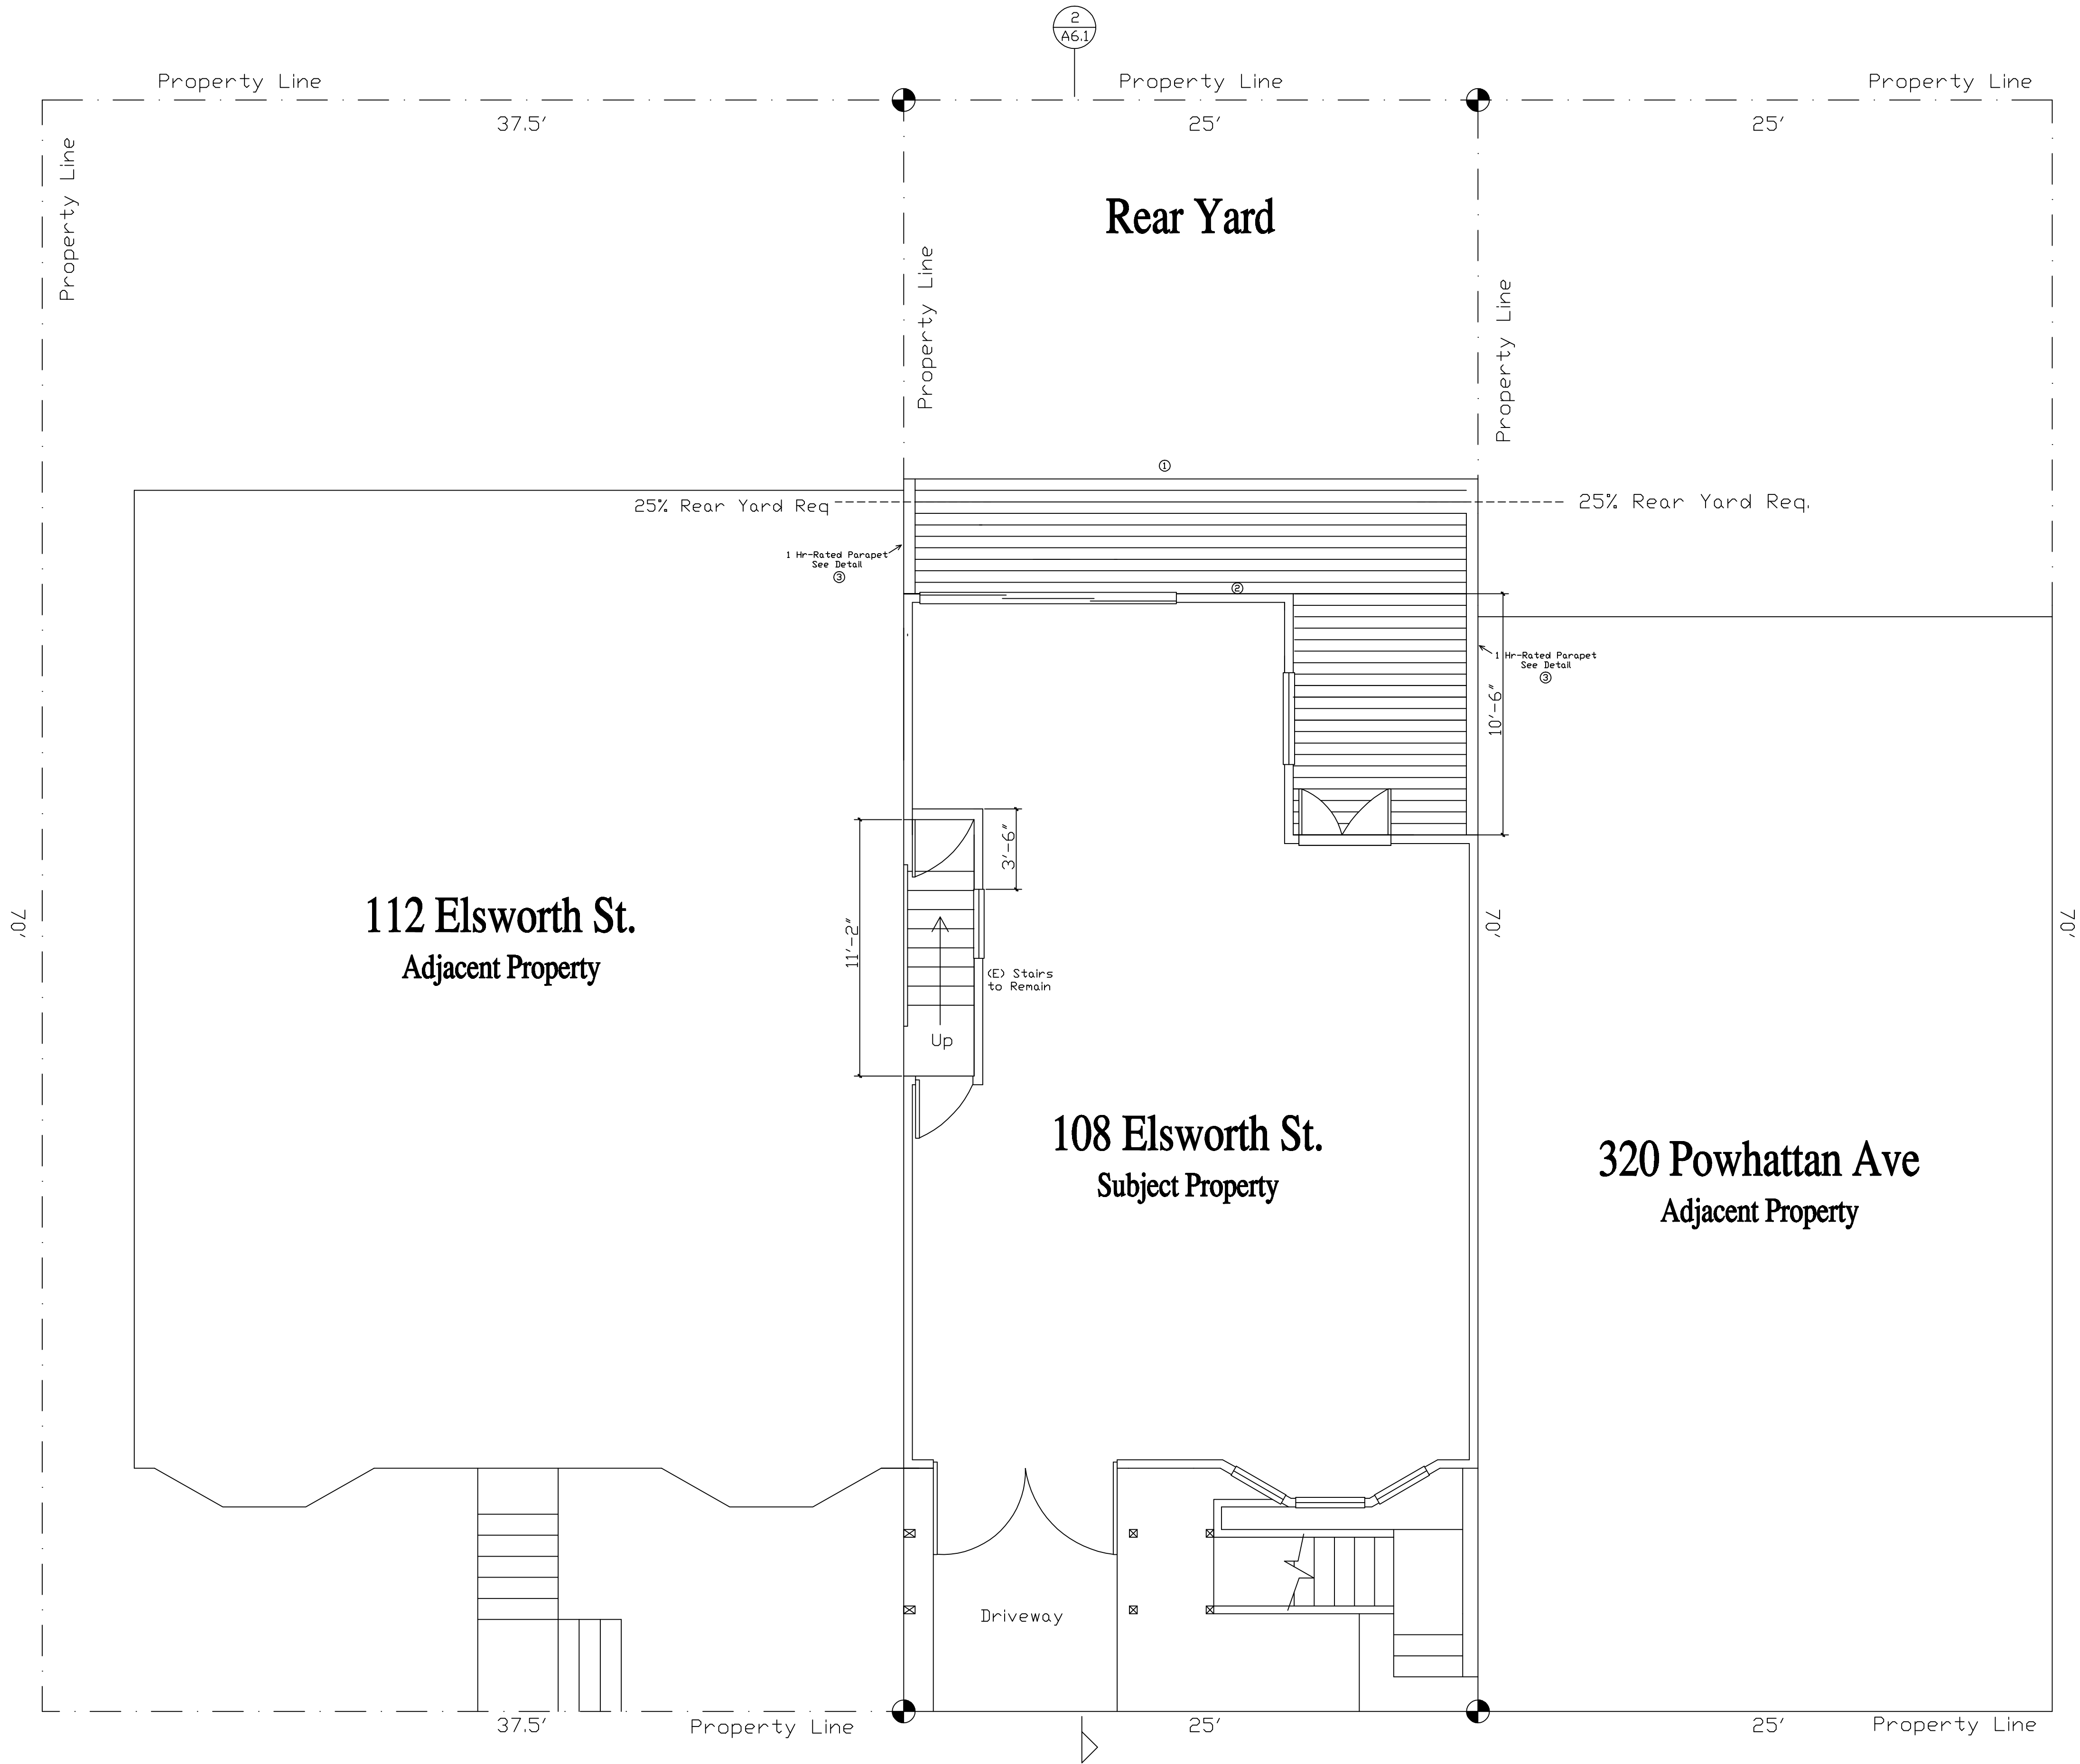 2
A6.1
Property Line
Property Line
Property Line
37.5'
25'
25'
Property Line
Rear Yard
Property Line
Property Line
1
25% Rear Yard Req
25% Rear Yard Req.
1 Hr-Rated Parapet
See Detail
3
2
1 Hr-Rated Parapet
See Detail
3
10'-6"
3'-6"
11'-2"
112 Elsworth St.
Adjacent Property
70'
70'
70'
(E) Stairs
to Remain
Up
108 Elsworth St.
Subject Property
320 Powhattan Ave
Adjacent Property
Driveway
37.5'
Property Line
25'
25'
Property Line